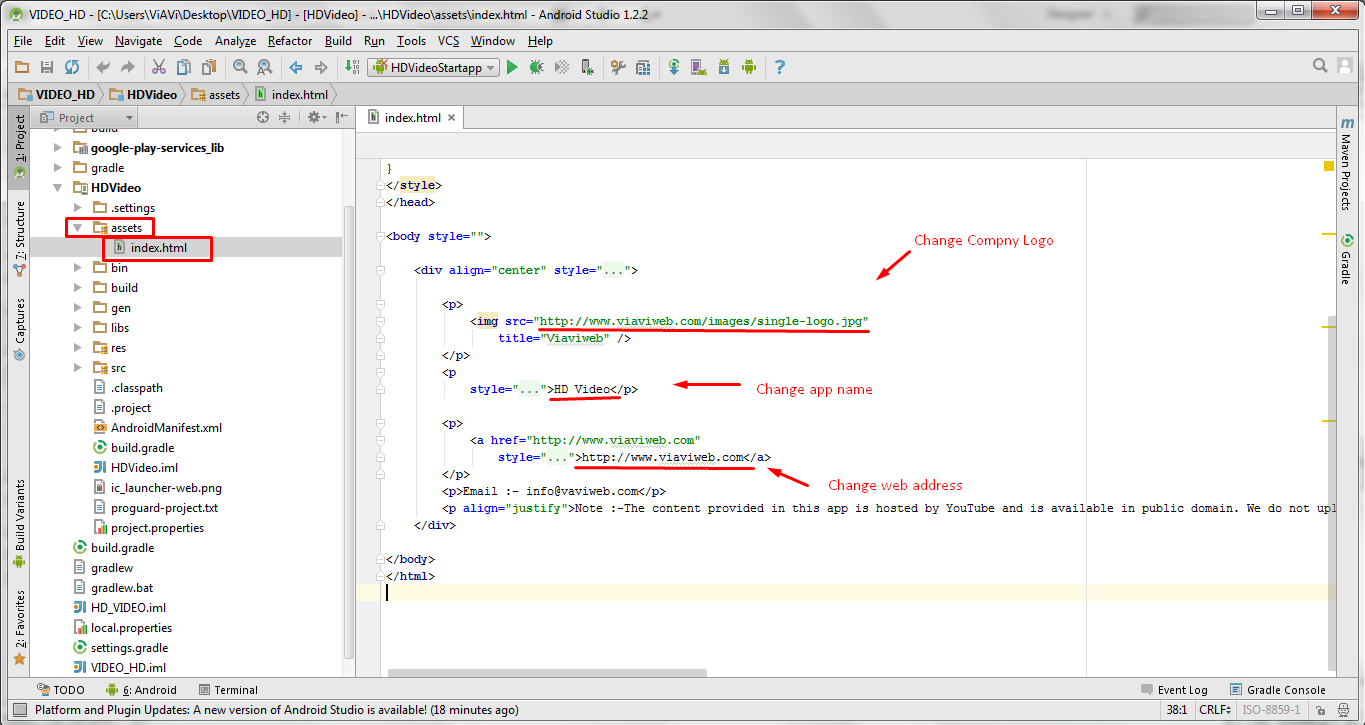 VIDEO_HD - [C:\Users\ViAVi\Desktop\VIDEO_HD] - [HDVideo] - ...\HDVideo\assets\index.html - Android Studio 1.2.2
File Edit View Navigate Code Analyze Refactor Build Run Tools VCS Window Help
HDVideoStartapp
VIDEO_HD HDVideo assets index.html
Project
index.html
1: Project
7: Structure
Captures
Build Variants
2: Favorites
build
google-play-services_lib
gradle
HDVideo
.settings
assets
index.html
bin
build
gen
libs
res
src
.classpath
.project
AndroidManifest.xml
build.gradle
HDVideo.iml
ic_launcher-web.png
proguard-project.txt
project.properties
build.gradle
gradlew
gradlew.bat
HD_VIDEO.iml
local.properties
settings.gradle
VIDEO_HD.iml
}
</style>
</head>
<body style="">
<div align="center" style="...">
<p>
<img src="http://www.viaviweb.com/images/single-logo.jpg"
title="Viaviweb" />
</p>
<p
style="...">HD Video</p>
<p>
<a href="http://www.viaviweb.com"
style="...">http://www.viaviweb.com</a>
</p>
<p>Email :- info@vaviweb.com</p>
<p align="justify">Note :-The content provided in this app is hosted by YouTube and is available in public domain. We do not upl
</div>
</body>
</html>
Change Compny Logo
Change app name
Change web address
m Maven Projects
Gradle
TODO 6: Android Terminal Event Log Gradle Console
Platform and Plugin Updates: A new version of Android Studio is available! (18 minutes ago) 38:1 CRLF ISO-8859-1